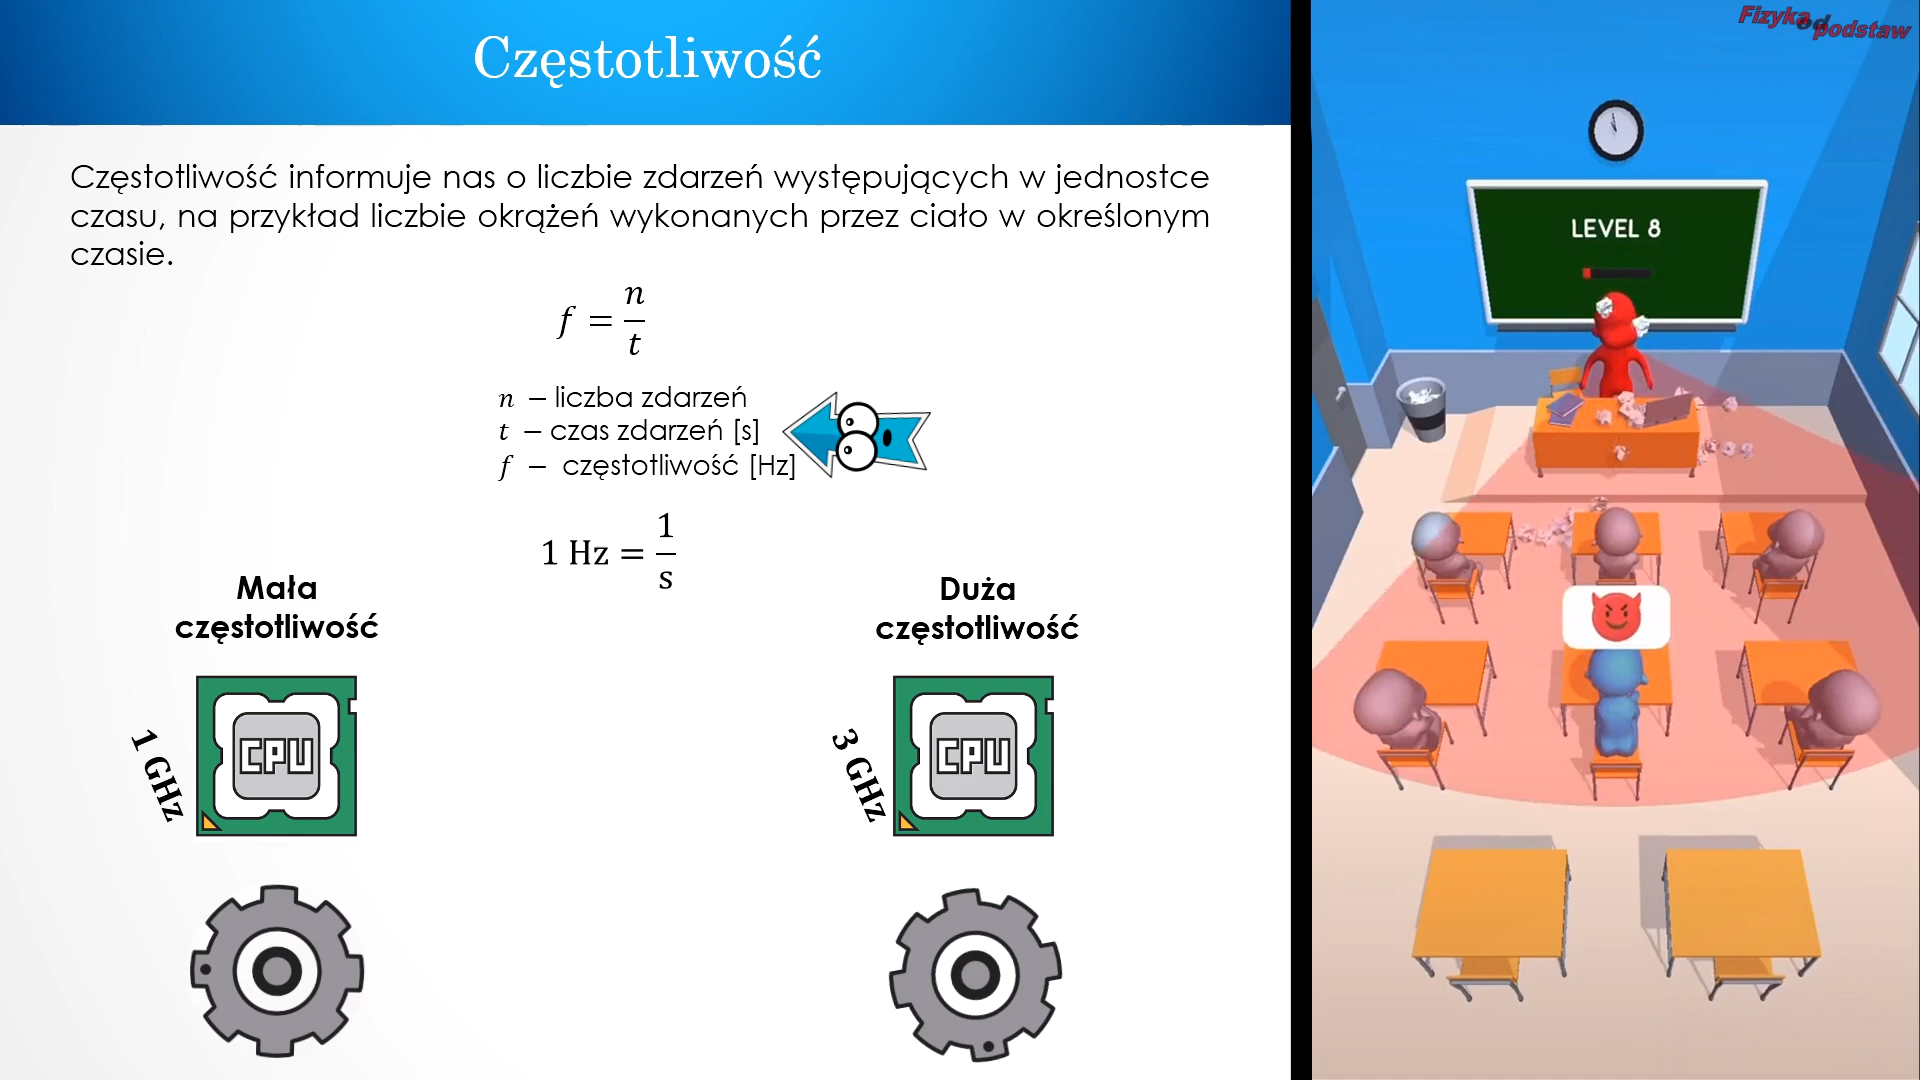 Częstotliwość
Częstotliwość informuje nas o liczbie zdarzeń występujących w jednostce
czasu, na przykład liczbie okrążeń wykonanych przez ciało w określonym
czasie.
f = n/t
n – liczba zdarzeń
t – czas zdarzeń [s]
f – częstotliwość [Hz]
1 Hz = 1/s
Mała
częstotliwość
1 GHz
CPU
Duża
częstotliwość
3 GHz
CPU
Fizyka od podstaw
LEVEL 8